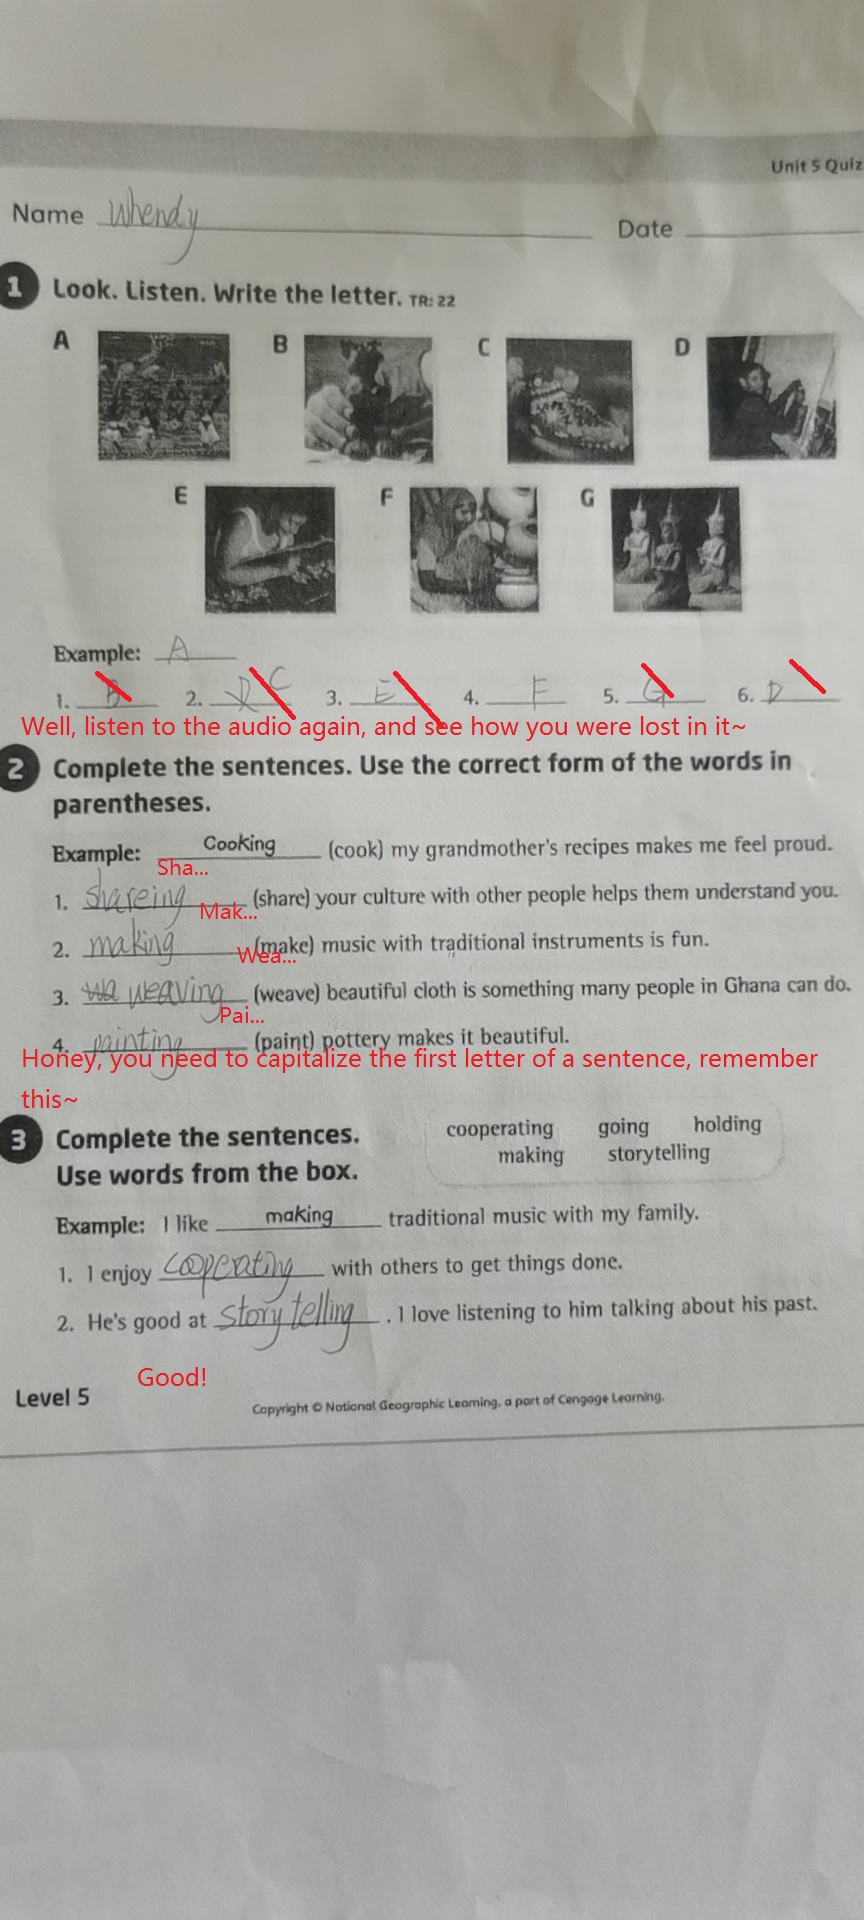 Unit 5 Quiz
Name Whendy Date
1 Look. Listen. Write the letter. TR: 22
A B C D
E F G
Example: A
1. B 2. D C 3. E 4. F 5. G 6. D
Well, listen to the audio again, and see how you were lost in it~
2 Complete the sentences. Use the correct form of the words in
parentheses.
Example: Cooking (cook) my grandmother's recipes makes me feel proud.
Sha...
1. shareing (share) your culture with other people helps them understand you.
Mak...
2. making (make) music with traditional instruments is fun.
Wea...
3. wa weaving (weave) beautiful cloth is something many people in Ghana can do.
Pai...
4. painting (paint) pottery makes it beautiful.
Honey, you need to capitalize the first letter of a sentence, remember
this~
3 Complete the sentences.
Use words from the box.
cooperating going holding
making storytelling
Example: I like making traditional music with my family.
1. I enjoy cooperating with others to get things done.
2. He's good at storytelling. I love listening to him talking about his past.
Good!
Level 5
Copyright © National Geographic Learning, a part of Cengage Learning.